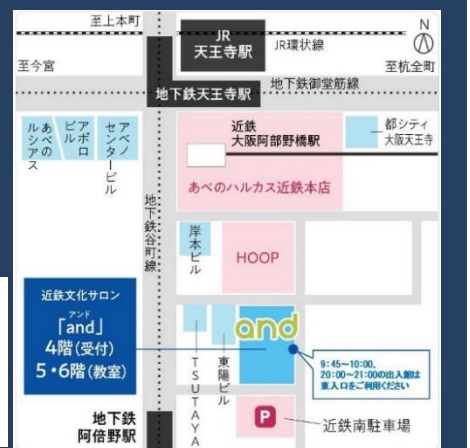 至上本町
N
JR
天王寺駅
JR環状線
至今宮
至杭全町
地下鉄御堂筋線
地下鉄天王寺駅
あべの
ルシアス
アポロ
ビル
アベノ
センタービル
近鉄
大阪阿部野橋駅
都シティ
大阪天王寺
あべのハルカス近鉄本店
地下鉄谷町線
岸本ビル
HOOP
近鉄文化サロン
アンド
「and」
4階(受付)
5・6階(教室)
and
TSUTAYA
東陽ビル
9:45~10:00、
20:00~21:00の出入館は
東入口をご利用ください
地下鉄
阿倍野駅
P
近鉄南駐車場